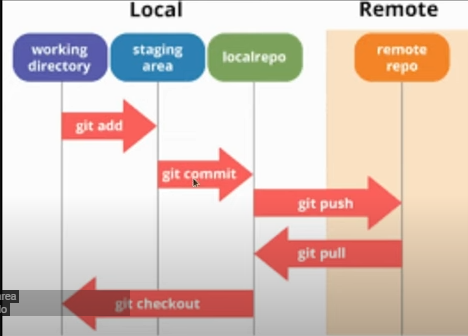 Local
Remote
working
directory
staging
area
localrepo
remote
repo
git add
git commit
git push
git pull
git checkout
area